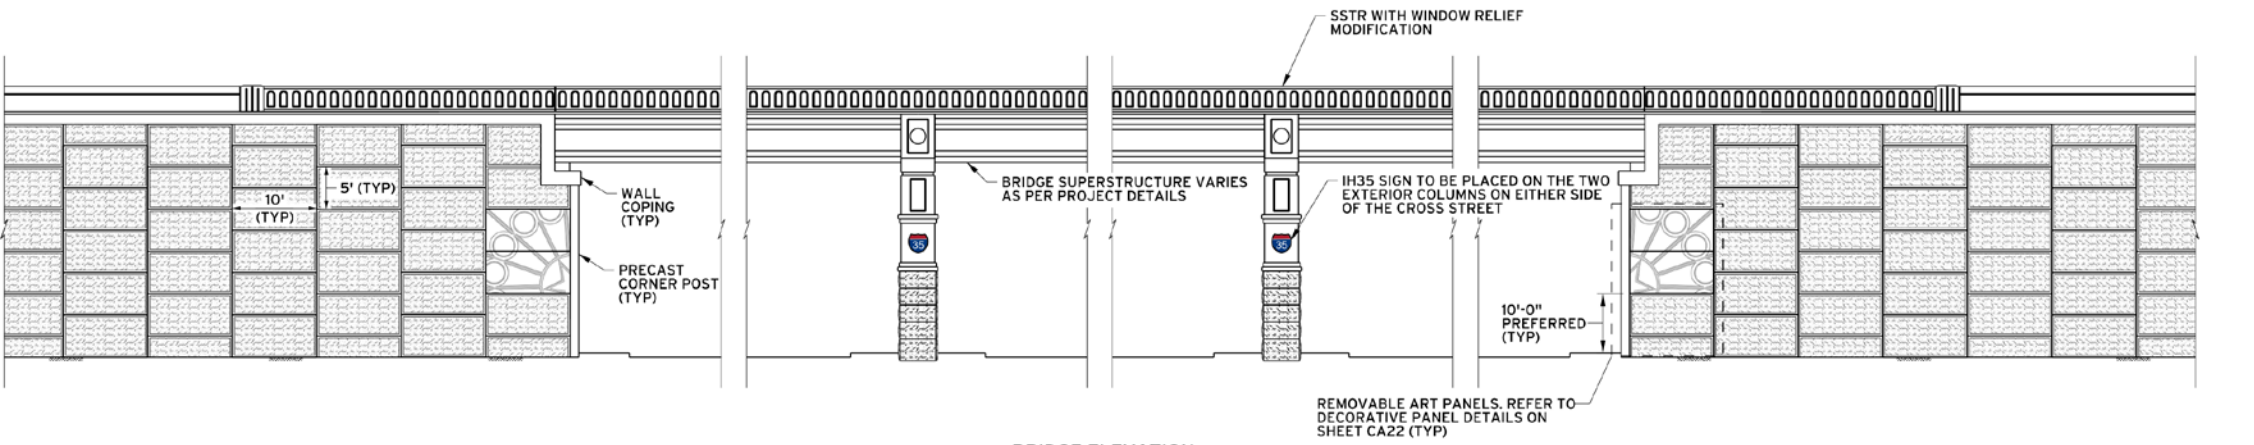 SSTR WITH WINDOW RELIEF
MODIFICATION
5' (TYP)
10'
(TYP)
WALL
COPING
(TYP)
PRECAST
CORNER POST
(TYP)
BRIDGE SUPERSTRUCTURE VARIES
AS PER PROJECT DETAILS
35
35
IH35 SIGN TO BE PLACED ON THE TWO
EXTERIOR COLUMNS ON EITHER SIDE
OF THE CROSS STREET
10'-0"
PREFERRED
(TYP)
REMOVABLE ART PANELS. REFER TO
DECORATIVE PANEL DETAILS ON
SHEET CA22 (TYP)